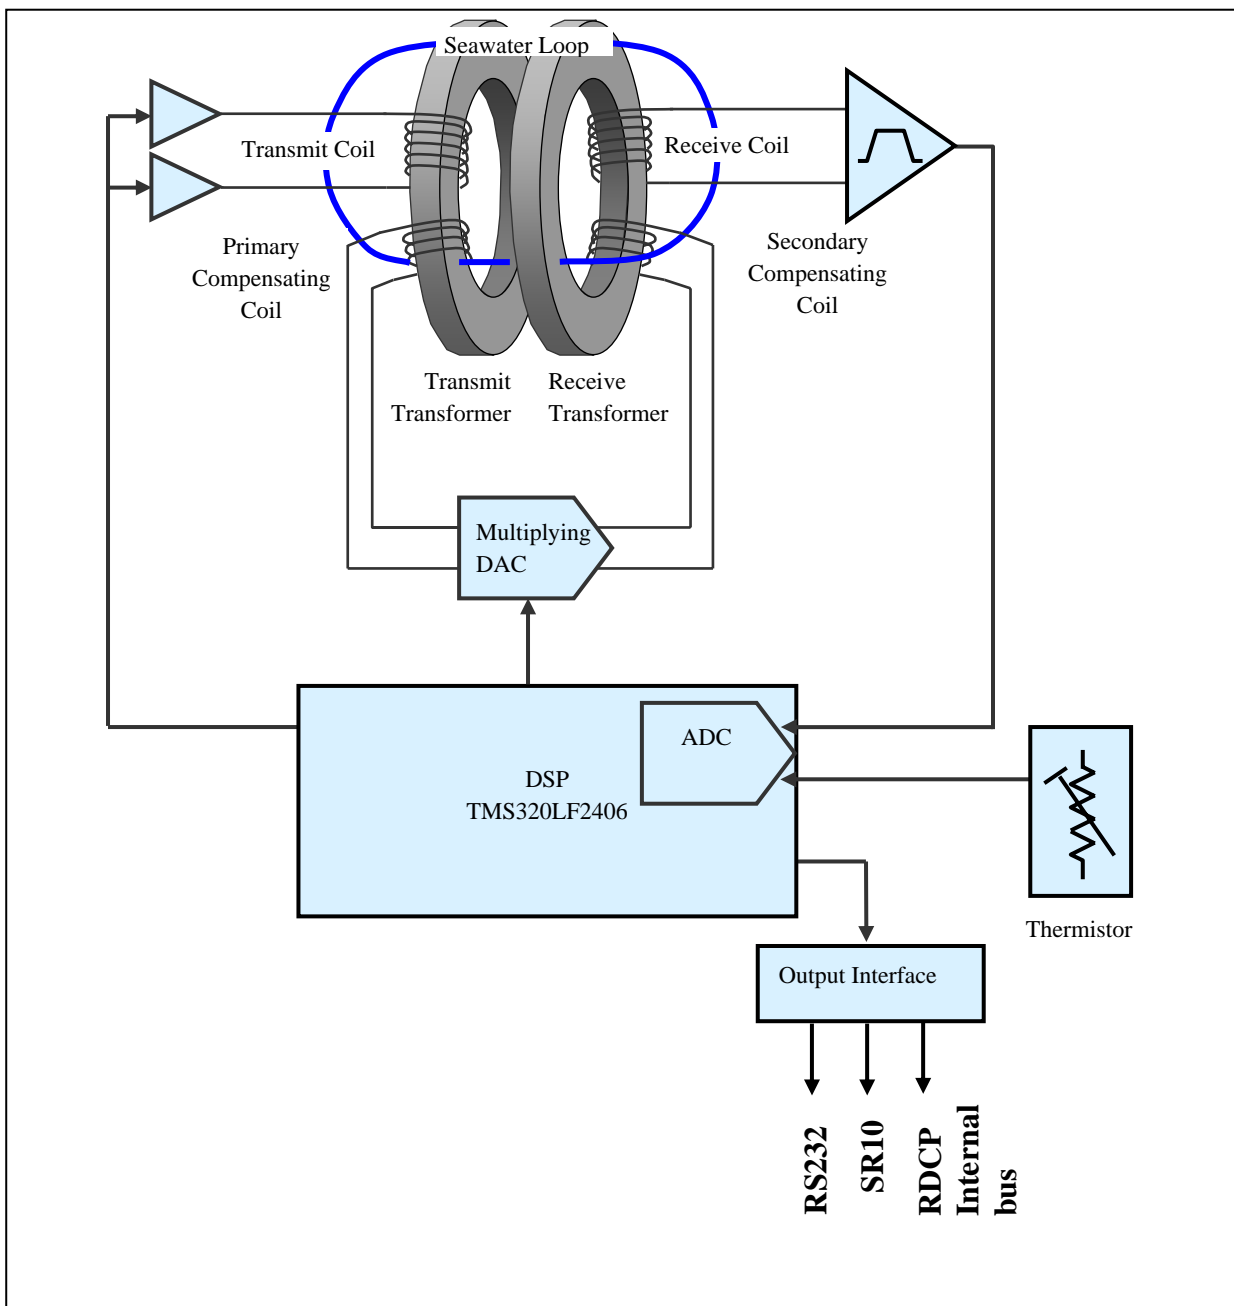 Seawater Loop
Transmit Coil
Receive Coil
Primary
Compensating
Coil
Secondary
Compensating
Coil
Transmit
Transformer
Receive
Transformer
Multiplying
DAC
ADC
DSP
TMS320LF2406
Thermistor
Output Interface
RS232
SR10
RDCP
Internal
bus